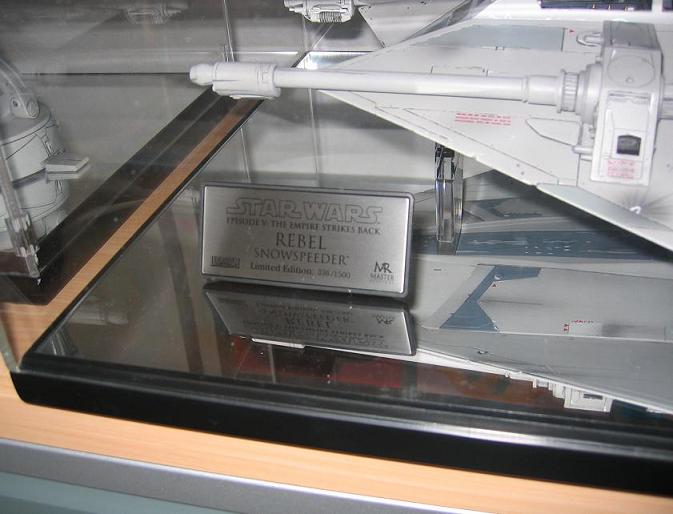 STAR WARS
EPISODE V: THE EMPIRE STRIKES BACK
REBEL
SNOWSPEEDER
Limited Edition: 336/1500
MR
MASTER